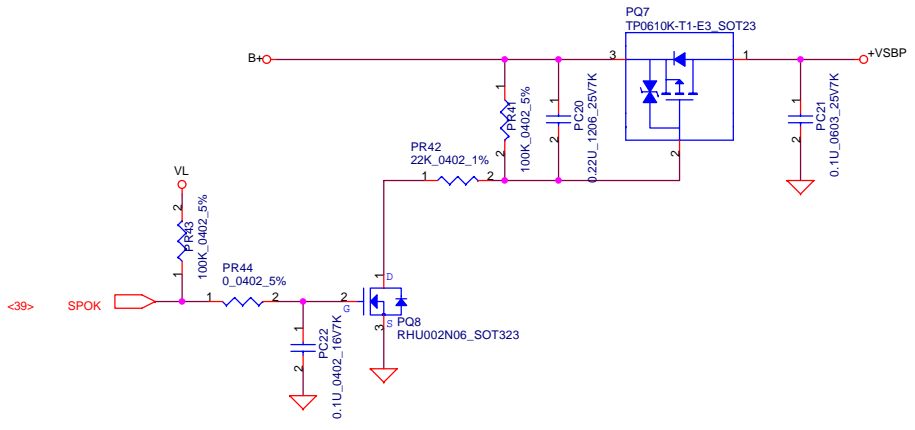 PQ7
TP0610K-T1-E3_SOT23
B+
3
1
+VSBP
1
2
PR41
100K_0402_5%
1
2
PC20
0.22U_1206_25V7K
2
1
2
PC21
0.1U_0603_25V7K
PR42
22K_0402_1%
1
2
VL
2
1
PR43
100K_0402_5%
PR44
0_0402_5%
<39>
SPOK
1
2
2
G
1
D
S
3
PQ8
RHU002N06_SOT323
1
2
PC22
0.1U_0402_16V7K